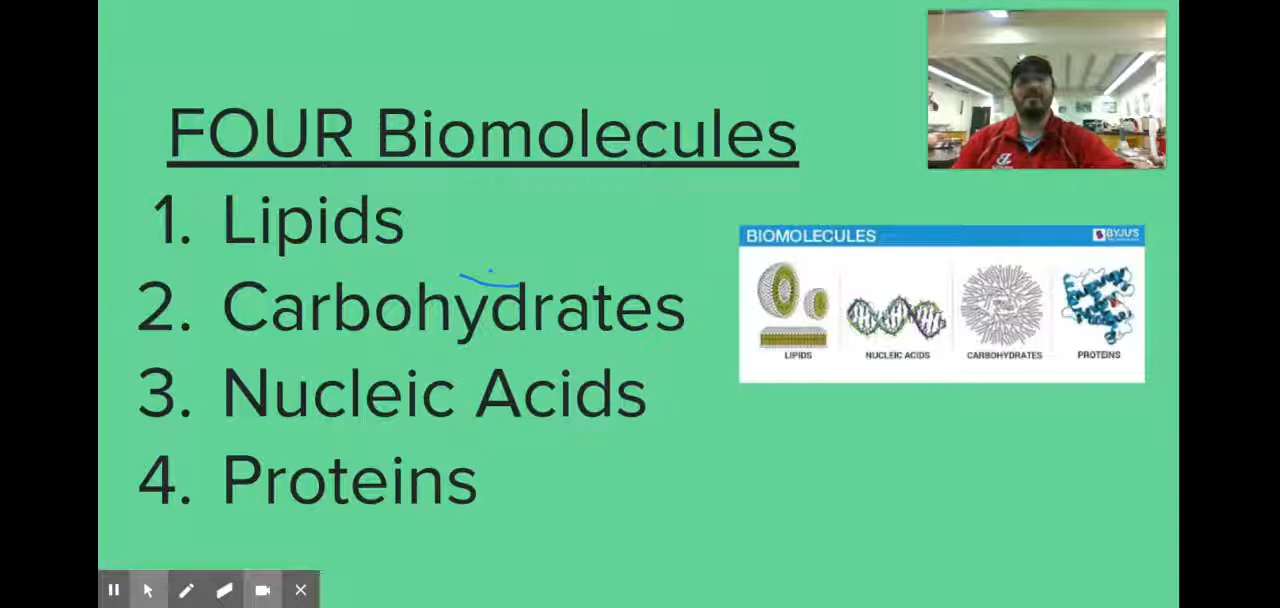 FOUR Biomolecules
1. Lipids
2. Carbohydrates
3. Nucleic Acids
4. Proteins
BIOMOLECULES
BYJU'S
LIPIDS
NUCLEIC ACIDS
CARBOHYDRATES
PROTEINS